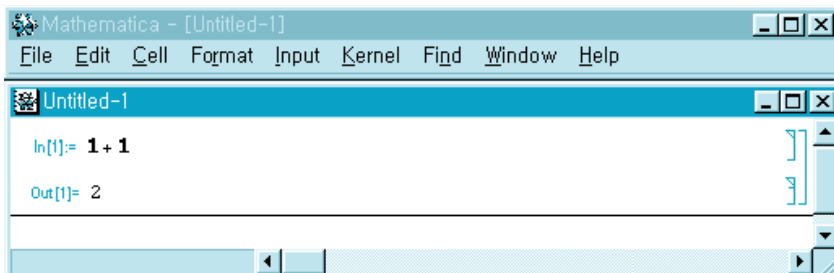 Mathematica - [Untitled-1]
File Edit Cell Format Input Kernel Find Window Help
Untitled-1
In[1]:= 1 + 1
Out[1]= 2